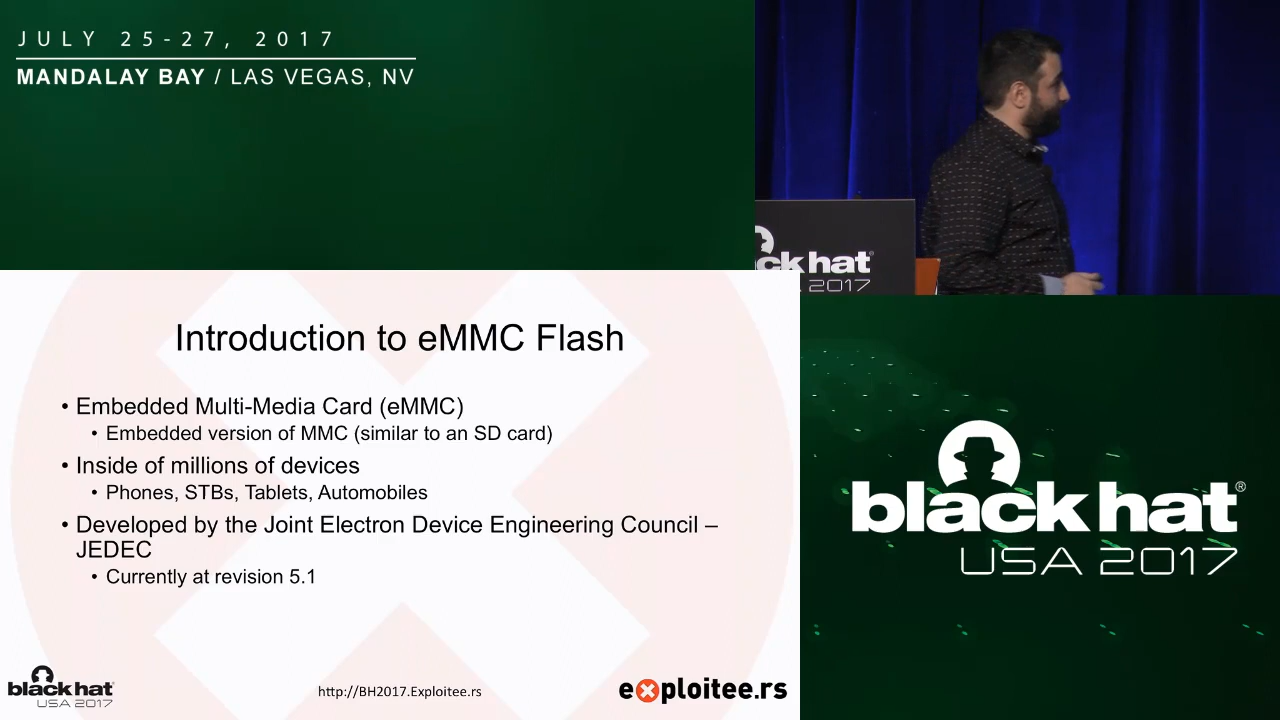 JULY 25-27, 2017
MANDALAY BAY / LAS VEGAS, NV
ck hat®
2017
Introduction to eMMC Flash
• Embedded Multi-Media Card (eMMC)
• Embedded version of MMC (similar to an SD card)
• Inside of millions of devices
• Phones, STBs, Tablets, Automobiles
• Developed by the Joint Electron Device Engineering Council –
JEDEC
• Currently at revision 5.1
black hat®
USA 2017
black hat
USA 2017
http://BH2017.Exploitee.rs
exploitee.rs